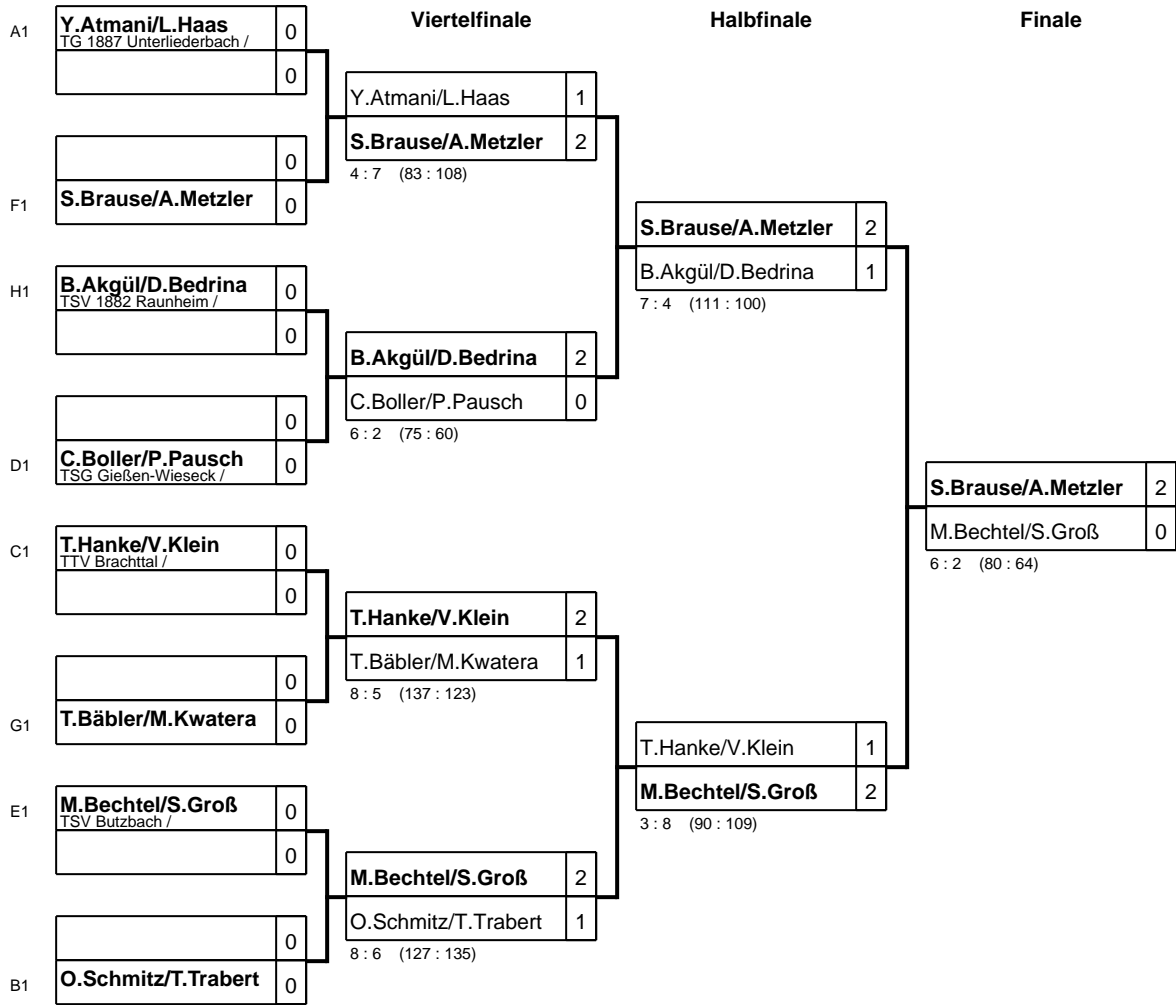 Viertelfinale Halbfinale Finale
A1 Y.Atmani/L.Haas 0
TG 1887 Unterliederbach /
0
Y.Atmani/L.Haas 1
S.Brause/A.Metzler 2
4 : 7 (83 : 108)
0
F1 S.Brause/A.Metzler 0
S.Brause/A.Metzler 2
B.Akgül/D.Bedrina 1
7 : 4 (111 : 100)
H1 B.Akgül/D.Bedrina 0
TSV 1882 Raunheim /
0
B.Akgül/D.Bedrina 2
C.Boller/P.Pausch 0
6 : 2 (75 : 60)
0
D1 C.Boller/P.Pausch 0
TSG Gießen-Wieseck /
S.Brause/A.Metzler 2
M.Bechtel/S.Groß 0
6 : 2 (80 : 64)
C1 T.Hanke/V.Klein 0
TTV Brachttal /
0
T.Hanke/V.Klein 2
T.Bäbler/M.Kwatera 1
8 : 5 (137 : 123)
0
G1 T.Bäbler/M.Kwatera 0
T.Hanke/V.Klein 1
M.Bechtel/S.Groß 2
3 : 8 (90 : 109)
E1 M.Bechtel/S.Groß 0
TSV Butzbach /
0
M.Bechtel/S.Groß 2
O.Schmitz/T.Trabert 1
8 : 6 (127 : 135)
0
B1 O.Schmitz/T.Trabert 0